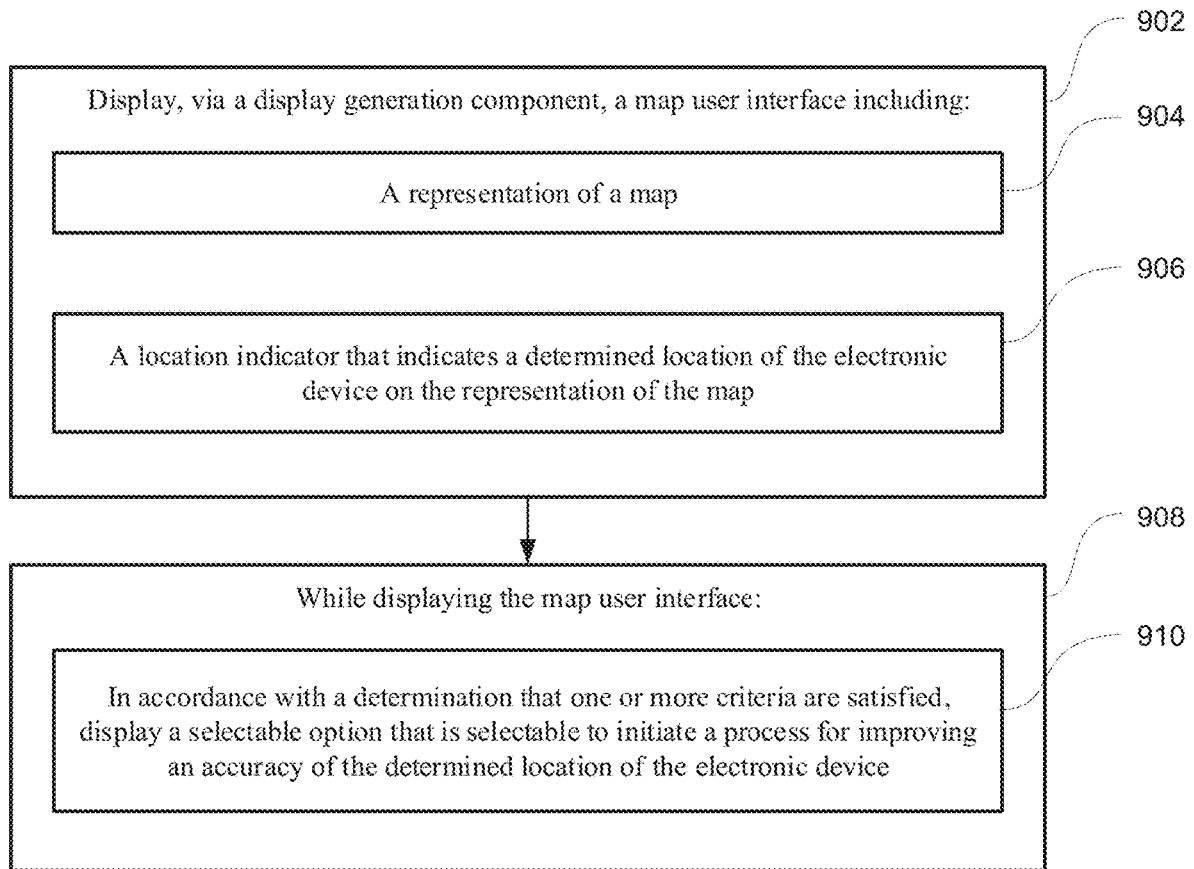 902
Display, via a display generation component, a map user interface including:
904
A representation of a map
906
A location indicator that indicates a determined location of the electronic
device on the representation of the map
908
While displaying the map user interface:
910
In accordance with a determination that one or more criteria are satisfied,
display a selectable option that is selectable to initiate a process for improving
an accuracy of the determined location of the electronic device